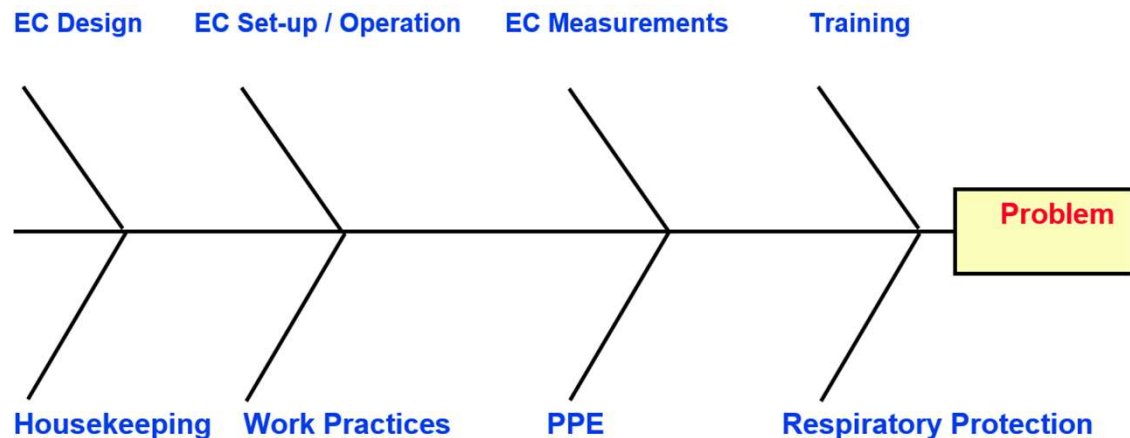 EC Design EC Set-up / Operation EC Measurements Training
Problem
Housekeeping Work Practices PPE Respiratory Protection